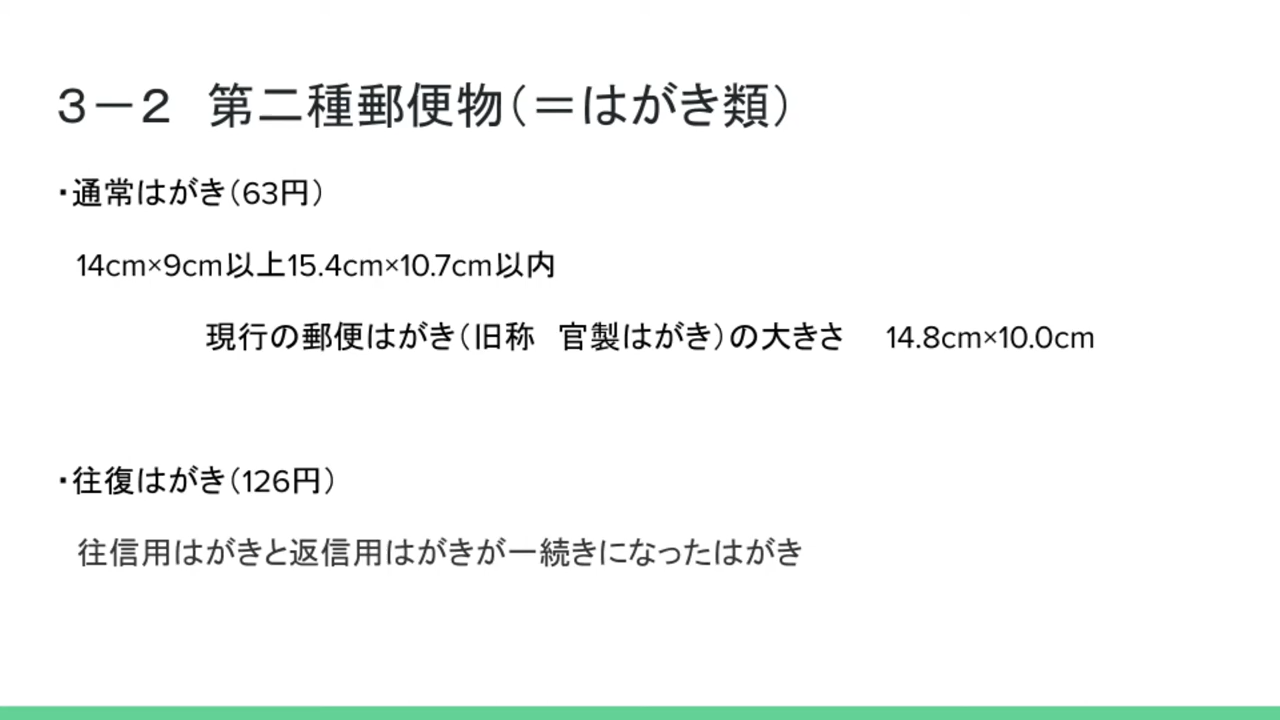 ３－２　第二種郵便物（＝はがき類）
・通常はがき（63円）
14cm×9cm以上15.4cm×10.7cm以内
現行の郵便はがき（旧称　官製はがき）の大きさ　14.8cm×10.0cm
・往復はがき（126円）
往信用はがきと返信用はがきが一続きになったはがき